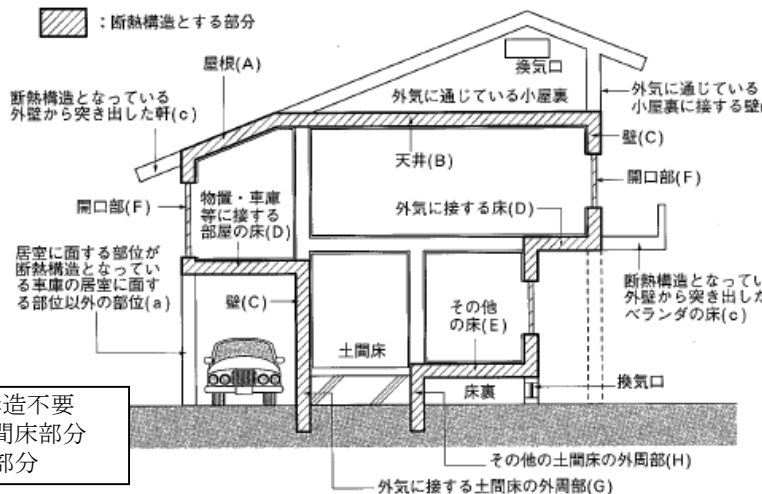 ：断熱構造とする部分
屋根(A)
換気口
断熱構造となっている
外壁から突き出した軒(c)
外気に通じている小屋裏
外気に通じている
小屋裏に接する壁(
壁(C)
天井(B)
開口部(F)
開口部(F)
物置・車庫
等に接する
部屋の床(D)
外気に接する床(D)
居室に面する部位が
断熱構造となってい
る車庫の居室に面す
る部位以外の部位(a)
断熱構造となってい
外壁から突き出した
ベランダの床(c)
壁(C)
その他
の床(E)
土間床
床裏
換気口
造不要
間床部分
部分
その他の土間床の外周部(H)
外気に接する土間床の外周部(G)